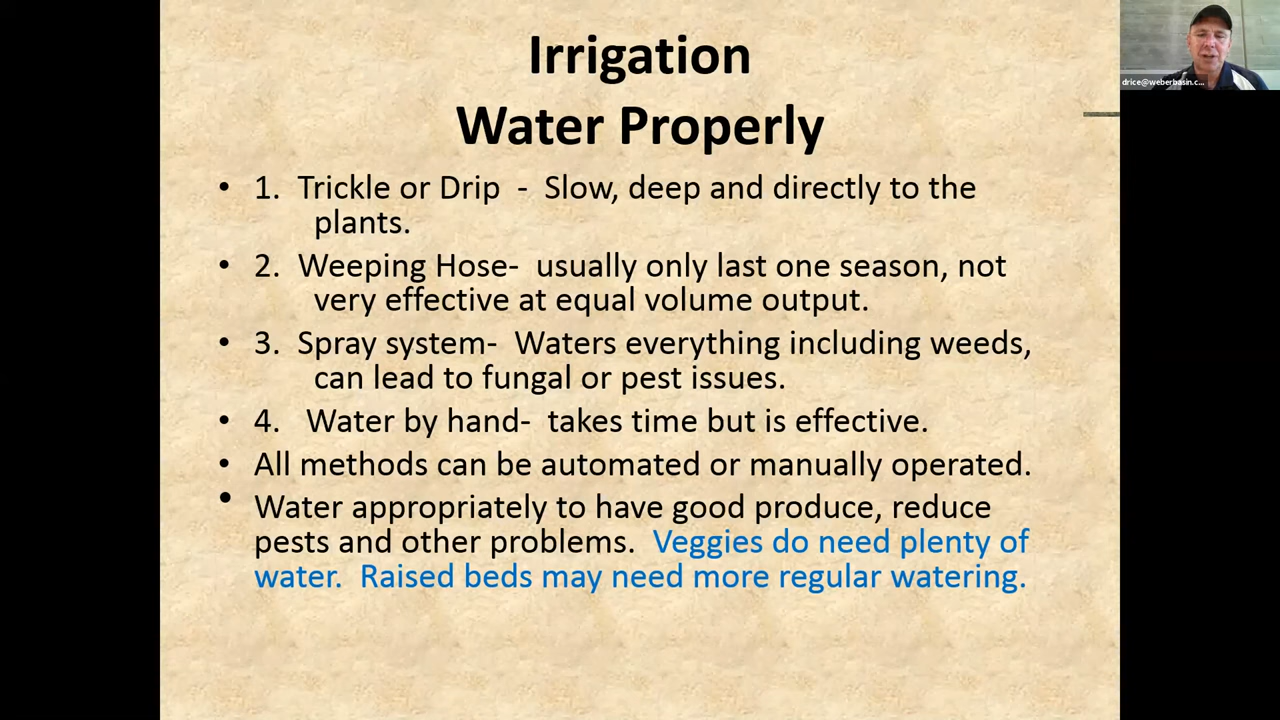 Irrigation
Water Properly
• 1. Trickle or Drip - Slow, deep and directly to the
plants.
• 2. Weeping Hose- usually only last one season, not
very effective at equal volume output.
• 3. Spray system- Waters everything including weeds,
can lead to fungal or pest issues.
• 4. Water by hand- takes time but is effective.
• All methods can be automated or manually operated.
• Water appropriately to have good produce, reduce
pests and other problems. Veggies do need plenty of
water. Raised beds may need more regular watering.
drice@weberbasin.c...